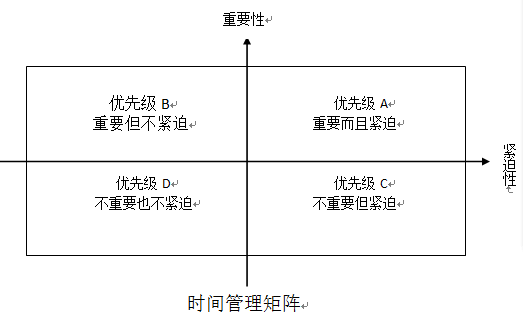 重要性
优先级 B
重要但不紧迫
优先级 A
重要而且紧迫
紧迫性
优先级 D
不重要也不紧迫
优先级 C
不重要但紧迫
时间管理矩阵